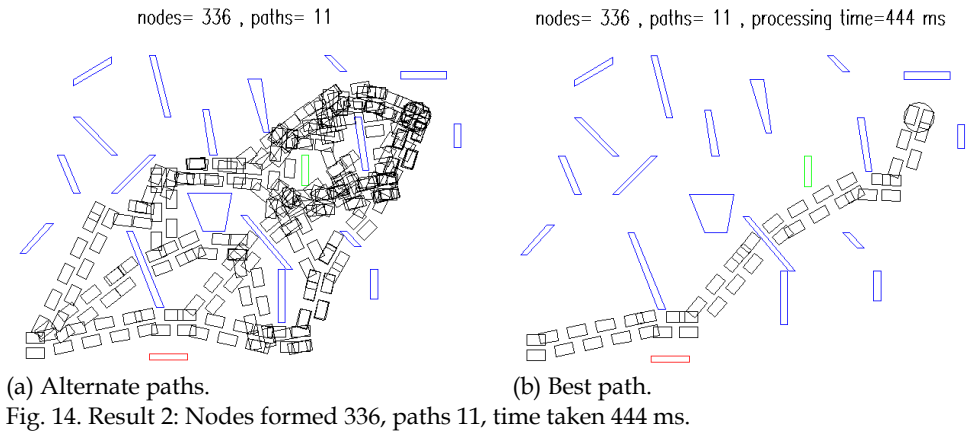 nodes= 336 , paths= 11
nodes= 336 , paths= 11 , processing time=444 ms
(a) Alternate paths.
(b) Best path.
Fig. 14. Result 2: Nodes formed 336, paths 11, time taken 444 ms.